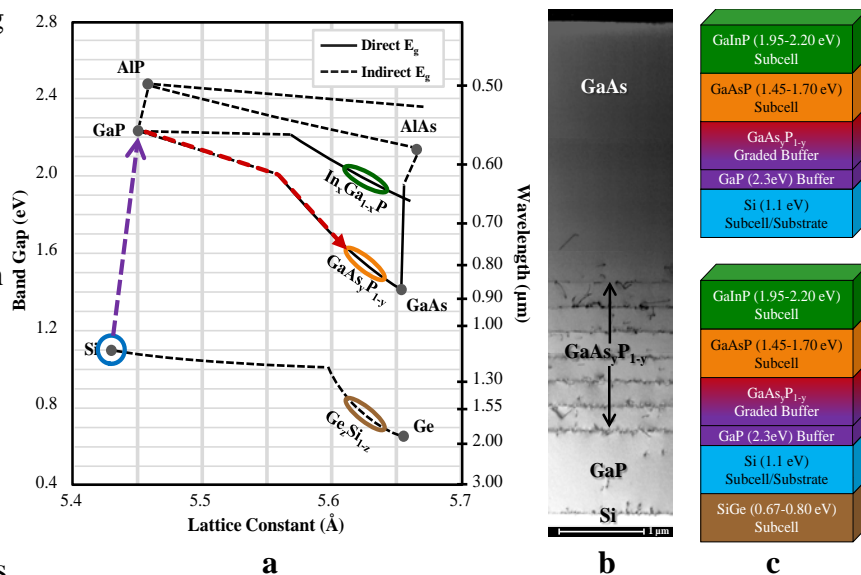 g
2.8
2.4
2.0
1.6
1.2
0.8
0.4
Band Gap (eV)
5.4
5.5
5.6
5.7
Lattice Constant (Å)
0.50
0.60
0.70
0.80
0.90
1.00
1.30
1.55
2.00
3.00
Wavelength (µm)
Direct Eg
Indirect Eg
AlP
GaP
AlAs
InxGa1-xP
GaAsyP1-y
GaAs
Si
Ge
GezSi1-z
n
s
a
GaAs
GaAsyP1-y
GaP
Si
1 µm
b
GaInP (1.95-2.20 eV)
Subcell
GaAsP (1.45-1.70 eV)
Subcell
GaAsyP1-y
Graded Buffer
GaP (2.3eV) Buffer
Si (1.1 eV)
Subcell/Substrate
GaInP (1.95-2.20 eV)
Subcell
GaAsP (1.45-1.70 eV)
Subcell
GaAsyP1-y
Graded Buffer
GaP (2.3eV) Buffer
Si (1.1 eV)
Subcell/Substrate
SiGe (0.67-0.80 eV)
Subcell
c